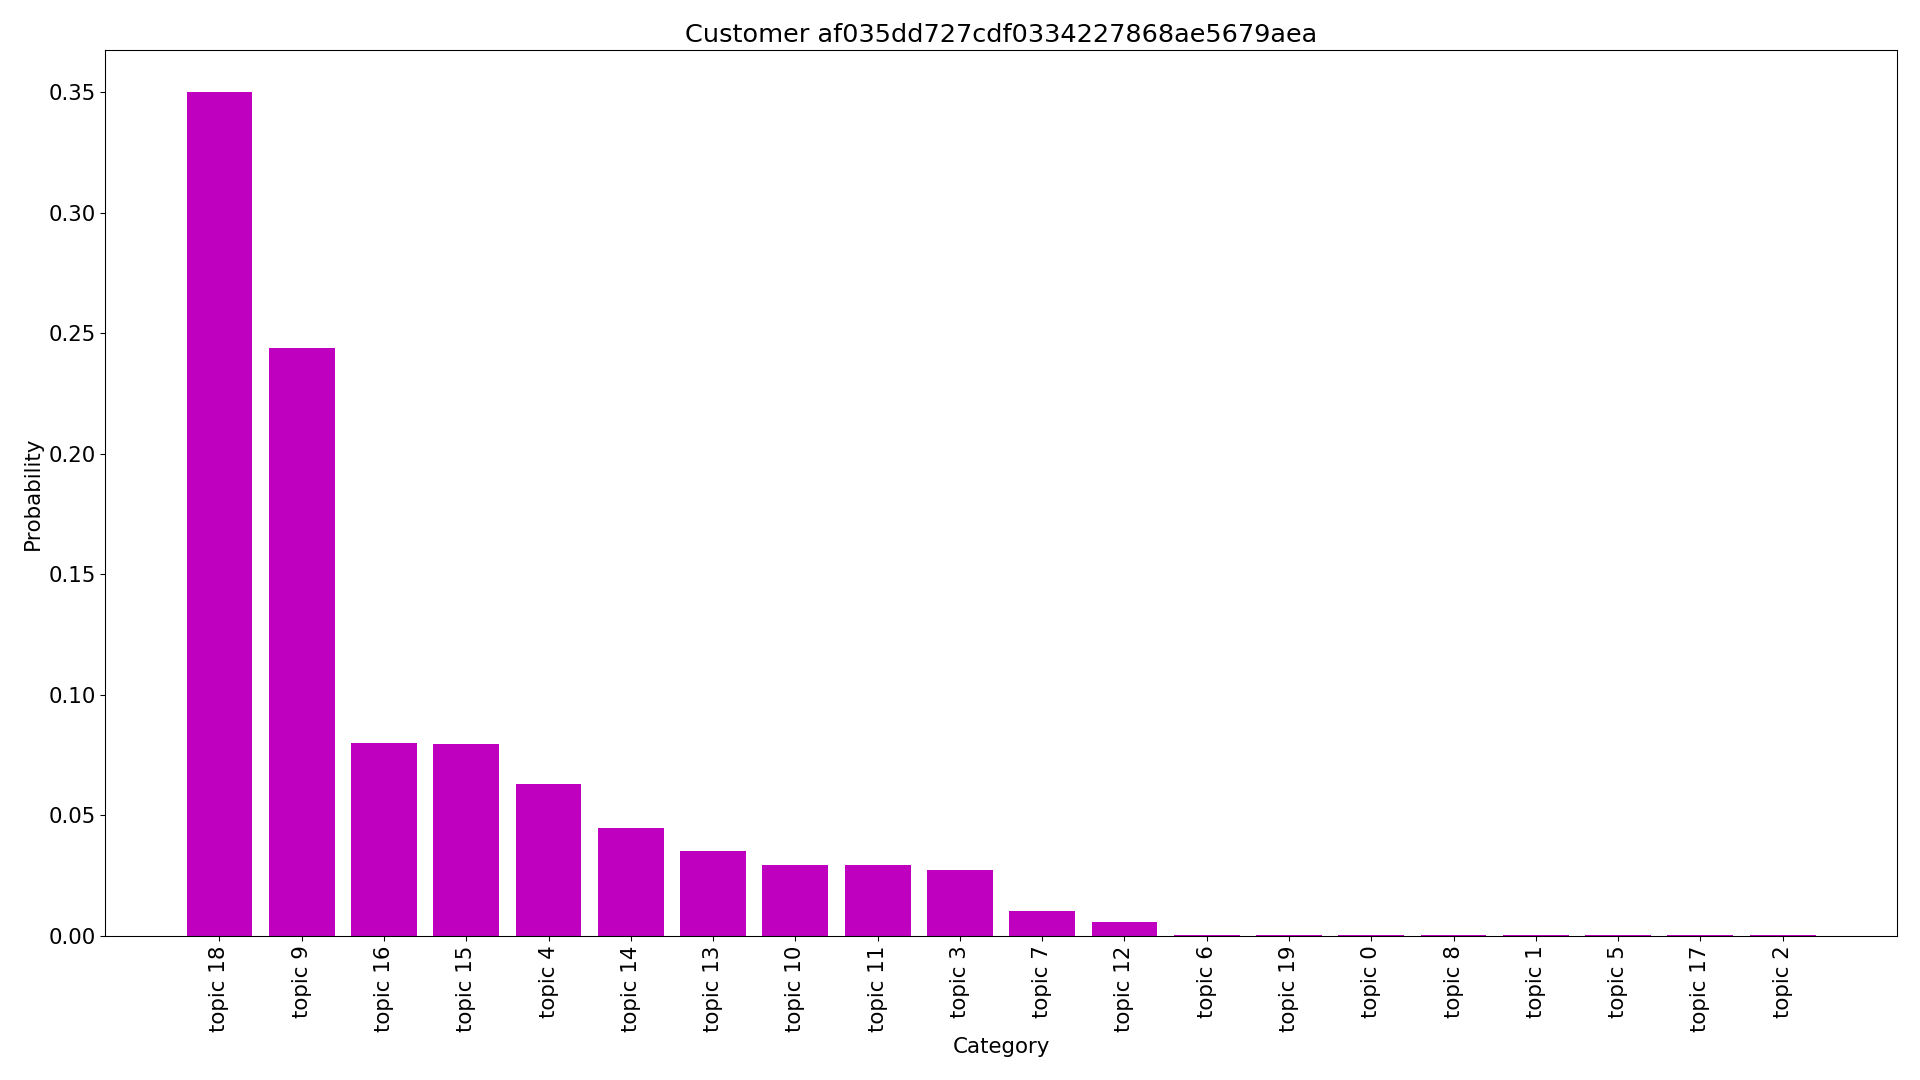 Customer af035dd727cdf0334227868ae5679aea
Probability
0.35
0.30
0.25
0.20
0.15
0.10
0.05
0.00
topic 18
topic 9
topic 16
topic 15
topic 4
topic 14
topic 13
topic 10
topic 11
topic 3
topic 7
topic 12
topic 6
topic 19
topic 0
topic 8
topic 1
topic 5
topic 17
topic 2
Category